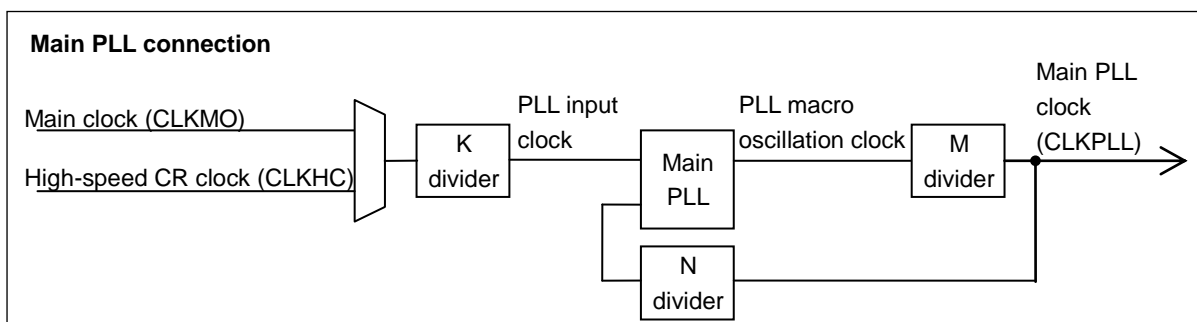 Main PLL connection
Main clock (CLKMO)
High-speed CR clock (CLKHC)
K
divider
PLL input
clock
Main
PLL
PLL macro
oscillation clock
M
divider
Main PLL
clock
(CLKPLL)
N
divider